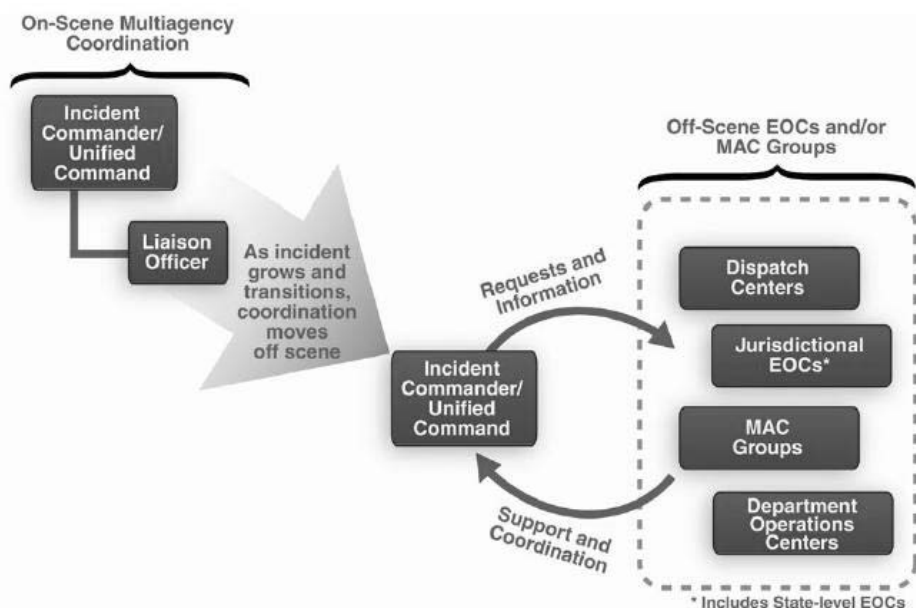 On-Scene Multiagency
Coordination
Incident
Commander/
Unified
Command
Liaison
Officer
As incident
grows and
transitions,
coordination
moves
off scene
Incident
Commander/
Unified
Command
Requests and
Information
Support and
Coordination
Off-Scene EOCs and/or
MAC Groups
Dispatch
Centers
Jurisdictional
EOCs*
MAC
Groups
Department
Operations
Centers
* Includes State-level EOCs